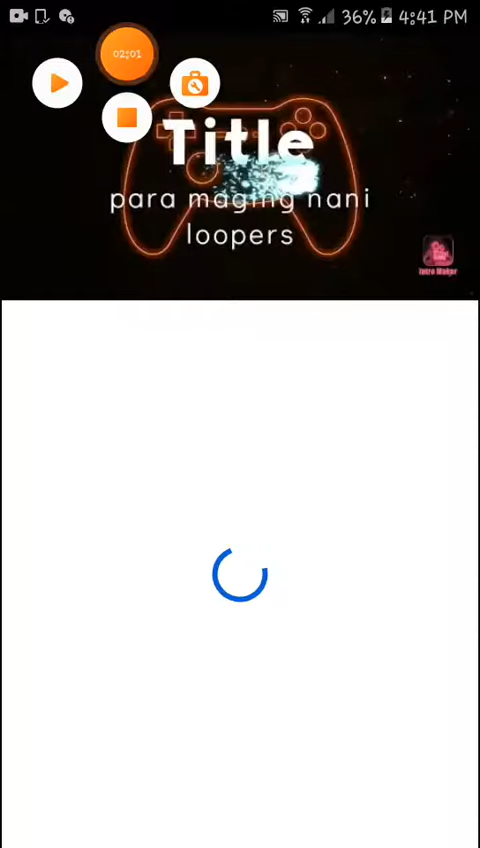 36% 4:41 PM
02:01
Title
para maging nani
loopers
Intro Maker